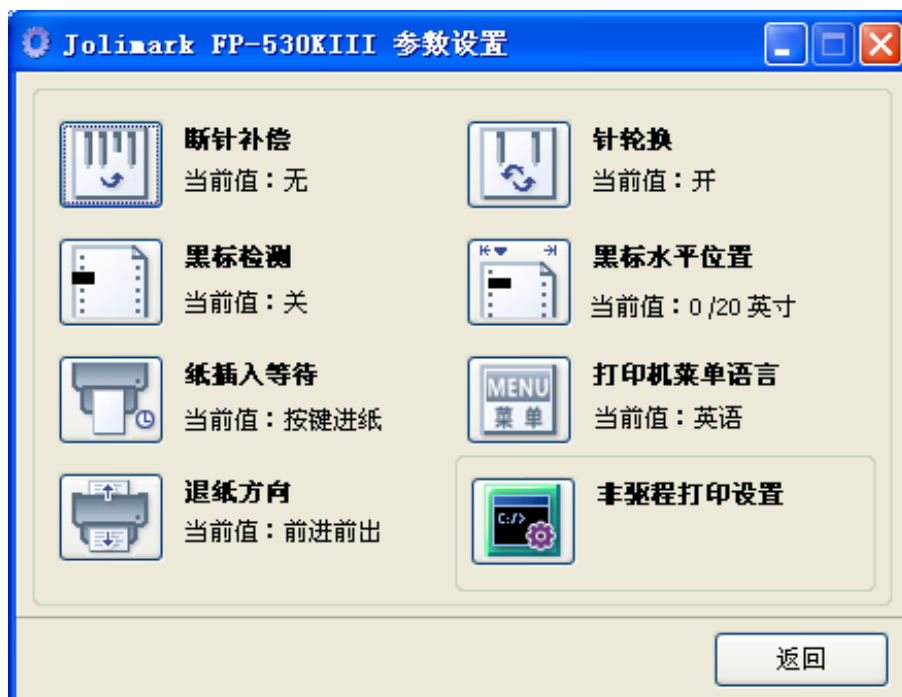 Jolimark FP-530KIII 参数设置
断针补偿
当前值：无
针轮换
当前值：开
黑标检测
当前值：关
黑标水平位置
当前值：0 /20 英寸
纸插入等待
当前值：按键进纸
MENU
菜单
打印机菜单语言
当前值：英语
退纸方向
当前值：前进前出
C:/>
非驱程打印设置
返回